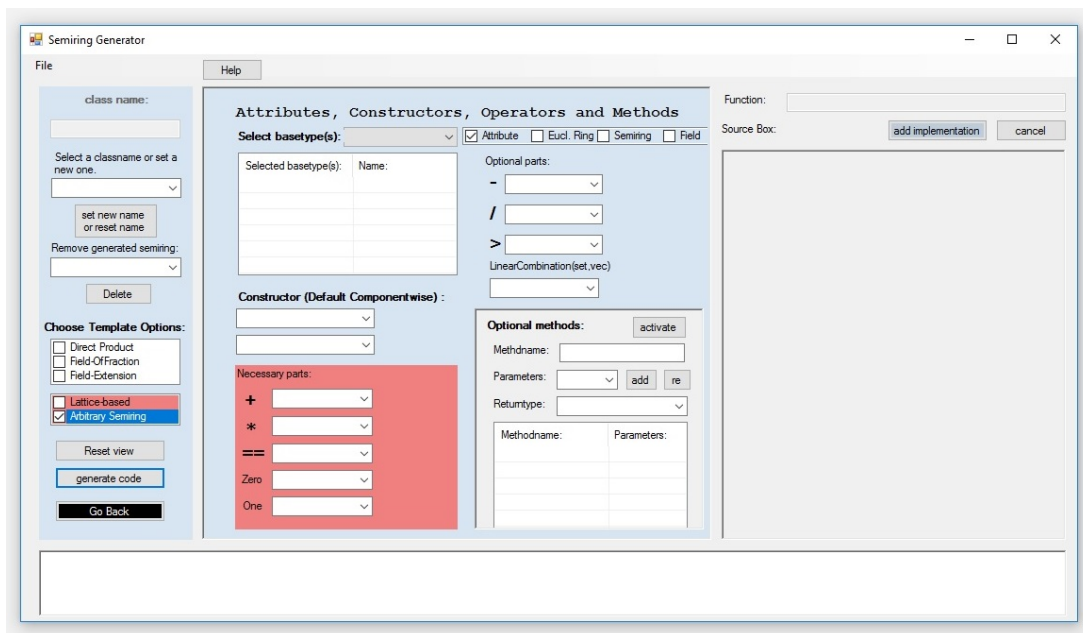 Semiring Generator
File
Help
class name:
Select a classname or set a
new one.
set new name
or reset name
Remove generated semiring:
Delete
Choose Template Options:
Direct Product
Field-OfFraction
Field-Extension
Lattice-based
Arbitrary Semiring
Reset view
generate code
Go Back
Attributes, Constructors, Operators and Methods
Select basetype(s):
Attribute Eucl. Ring Semiring Field
Selected basetype(s): Name:
Constructor (Default Componentwise) :
Necessary parts:
+
*
==
Zero
One
Optional parts:
-
/
>
LinearCombination(set,vec)
Optional methods: activate
Methdname:
Parameters: add re
Returntype:
Methodname: Parameters:
Function:
Source Box: add implementation cancel